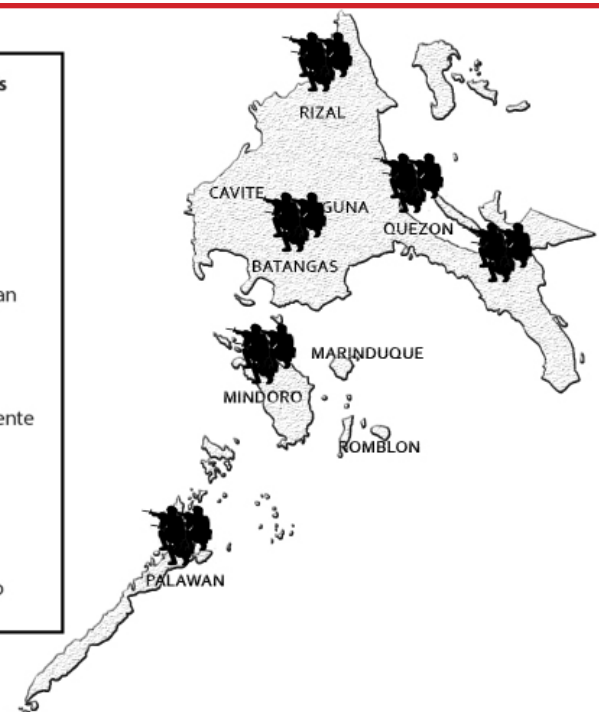 s
an
ente
o
RIZAL
CAVITE
GUNA
QUEZON
BATANGAS
MARINDUQUE
MINDORO
ROMBLON
PALAWAN